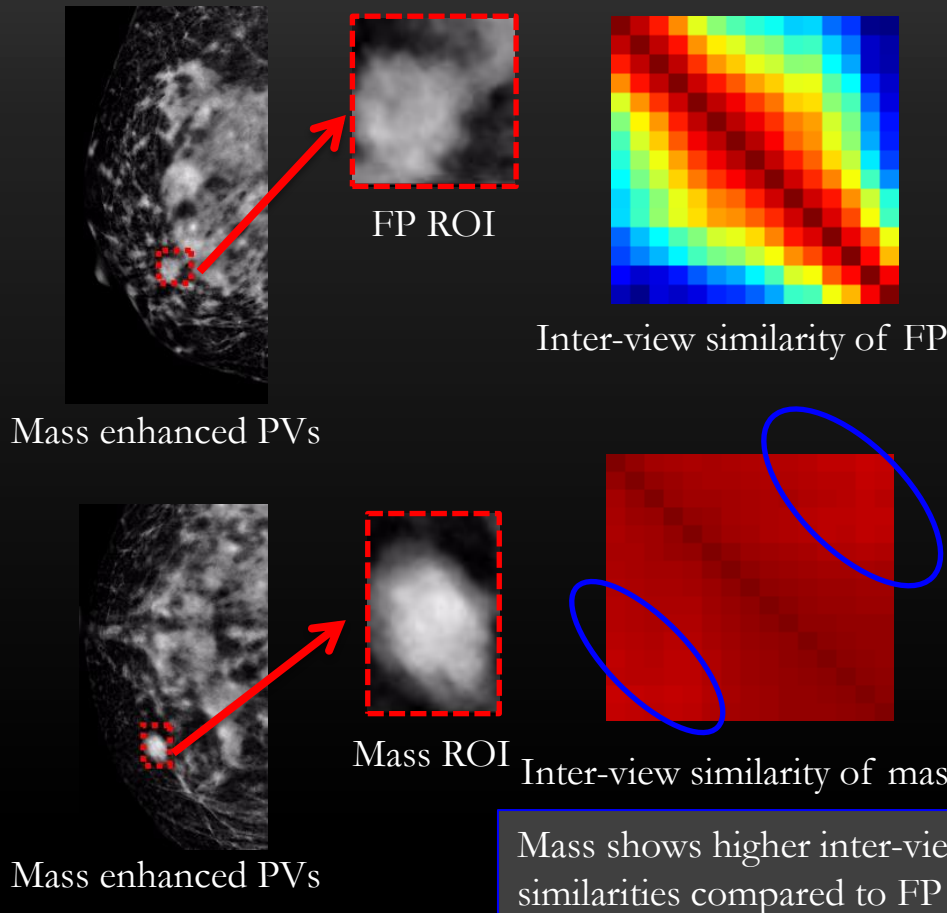 FP ROI
Inter-view similarity of FP
Mass enhanced PVs
Mass ROI
Inter-view similarity of mas
Mass enhanced PVs
Mass shows higher inter-vie
similarities compared to FP